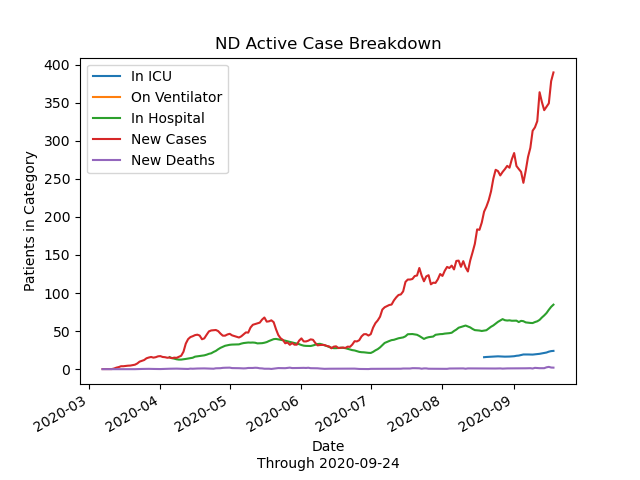 ND Active Case Breakdown
400
350
300
250
200
150
100
50
0
Patients in Category
In ICU
On Ventilator
In Hospital
New Cases
New Deaths
2020-03
2020-04
2020-05
2020-06
2020-07
2020-08
2020-09
Date
Through 2020-09-24